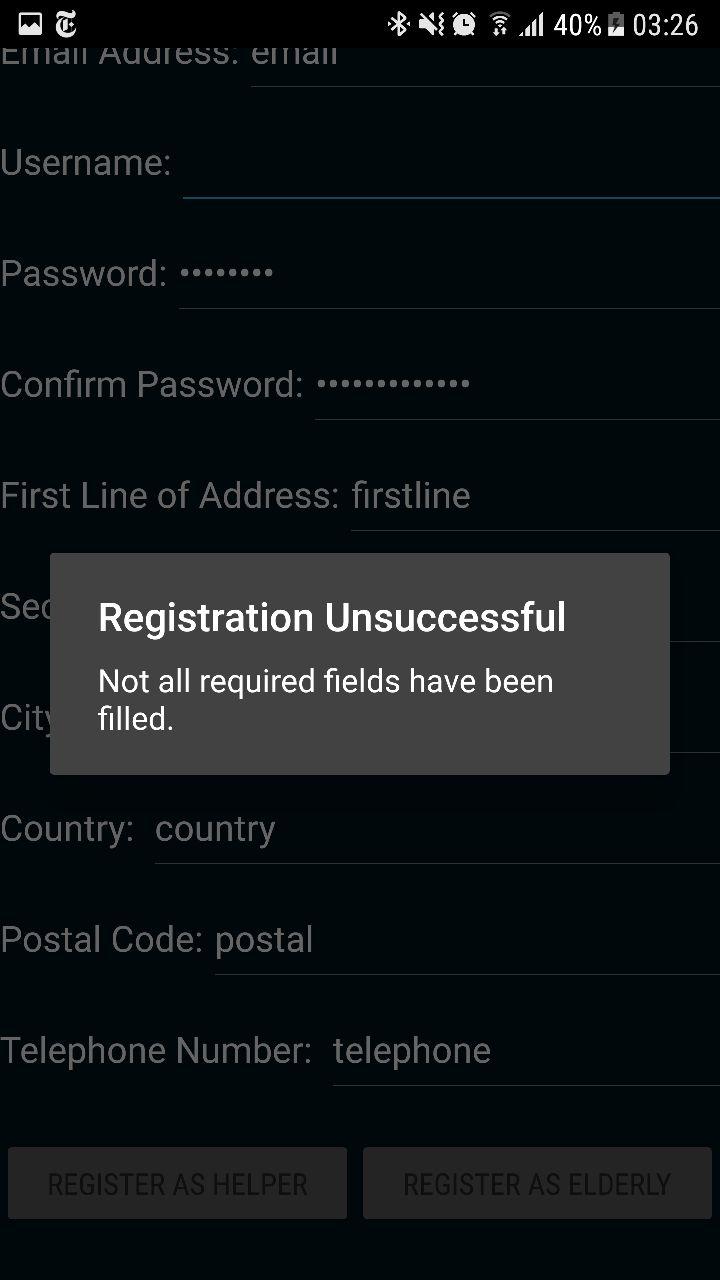 40% 03:26
Email Address: email
Username:
Password: ••••••••
Confirm Password: •••••••••••••
First Line of Address: firstline
Registration Unsuccessful
Not all required fields have been
filled.
Country: country
Postal Code: postal
Telephone Number: telephone
REGISTER AS HELPER REGISTER AS ELDERLY